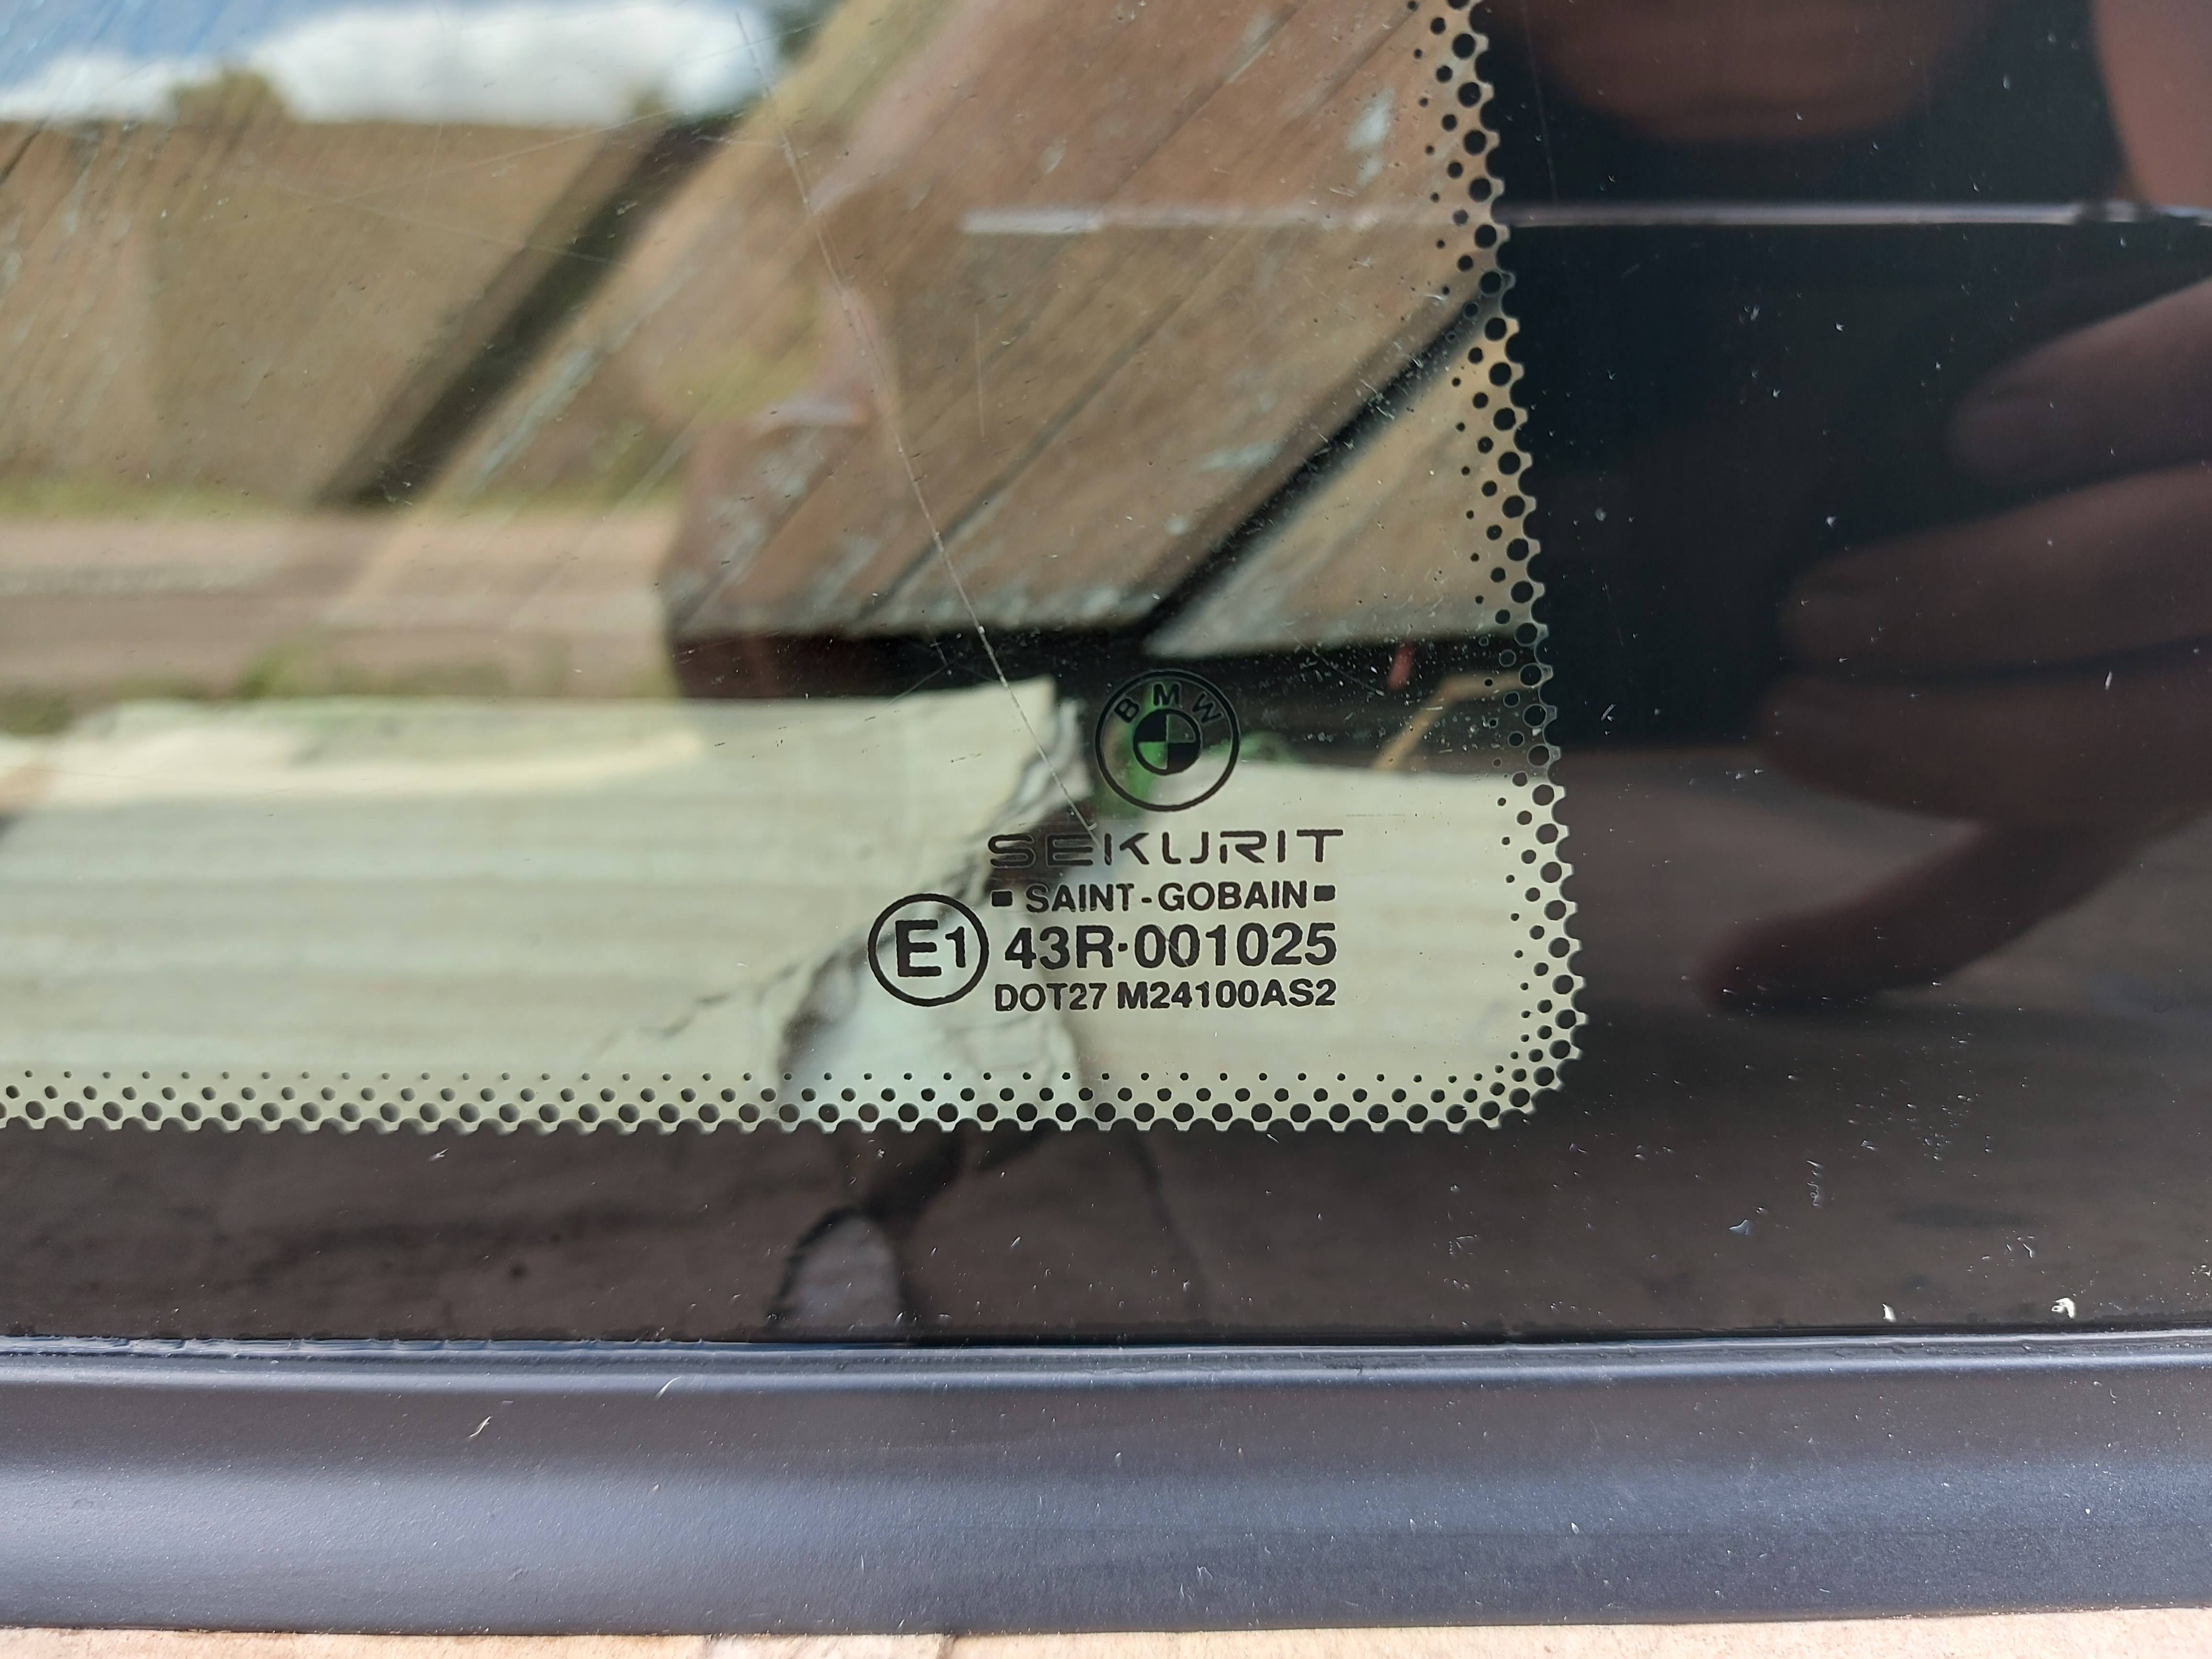 BMW
SEKURIT
SAINT-GOBAIN
E1 43R·001025
DOT27 M24100AS2